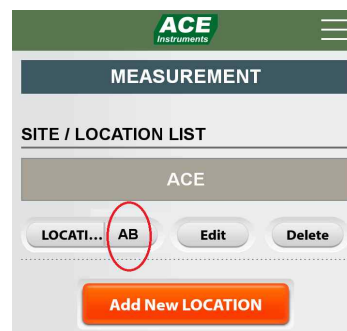 ACE
Instruments
MEASUREMENT
SITE / LOCATION LIST
ACE
LOCATI... AB Edit Delete
Add New LOCATION